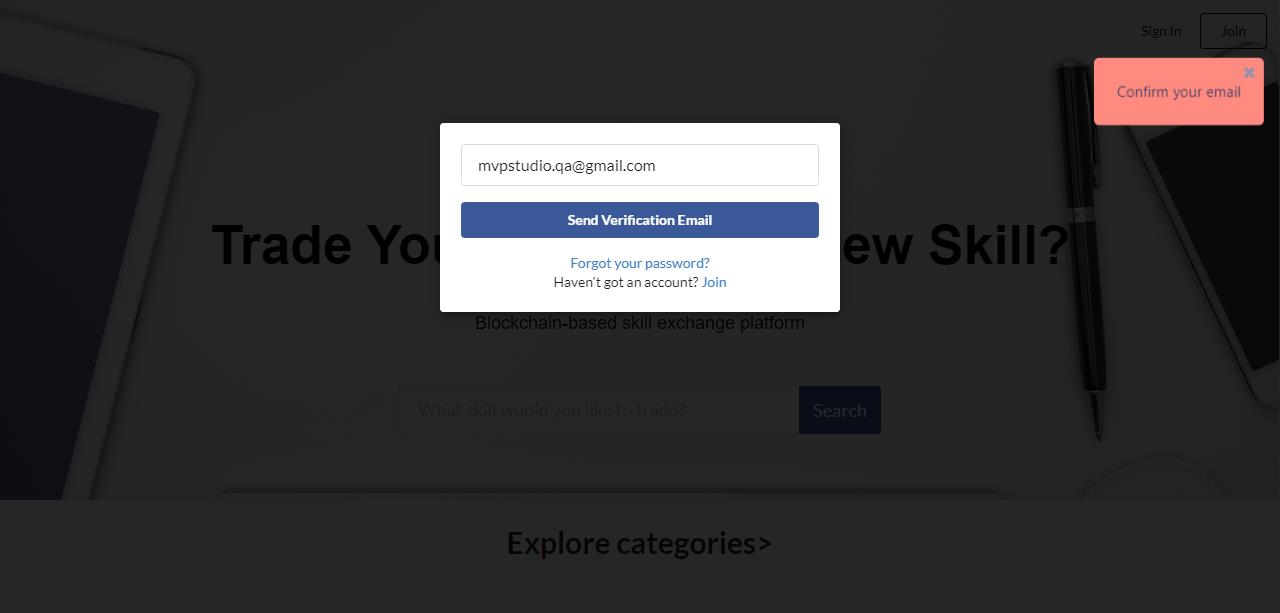 Sign In
Join
Confirm your email
mvpstudio.qa@gmail.com
Send Verification Email
Trade You ew Skill?
Forgot your password?
Haven't got an account? Join
Blockchain-based skill exchange platform
What skill would you like to trade?
Search
Explore categories>